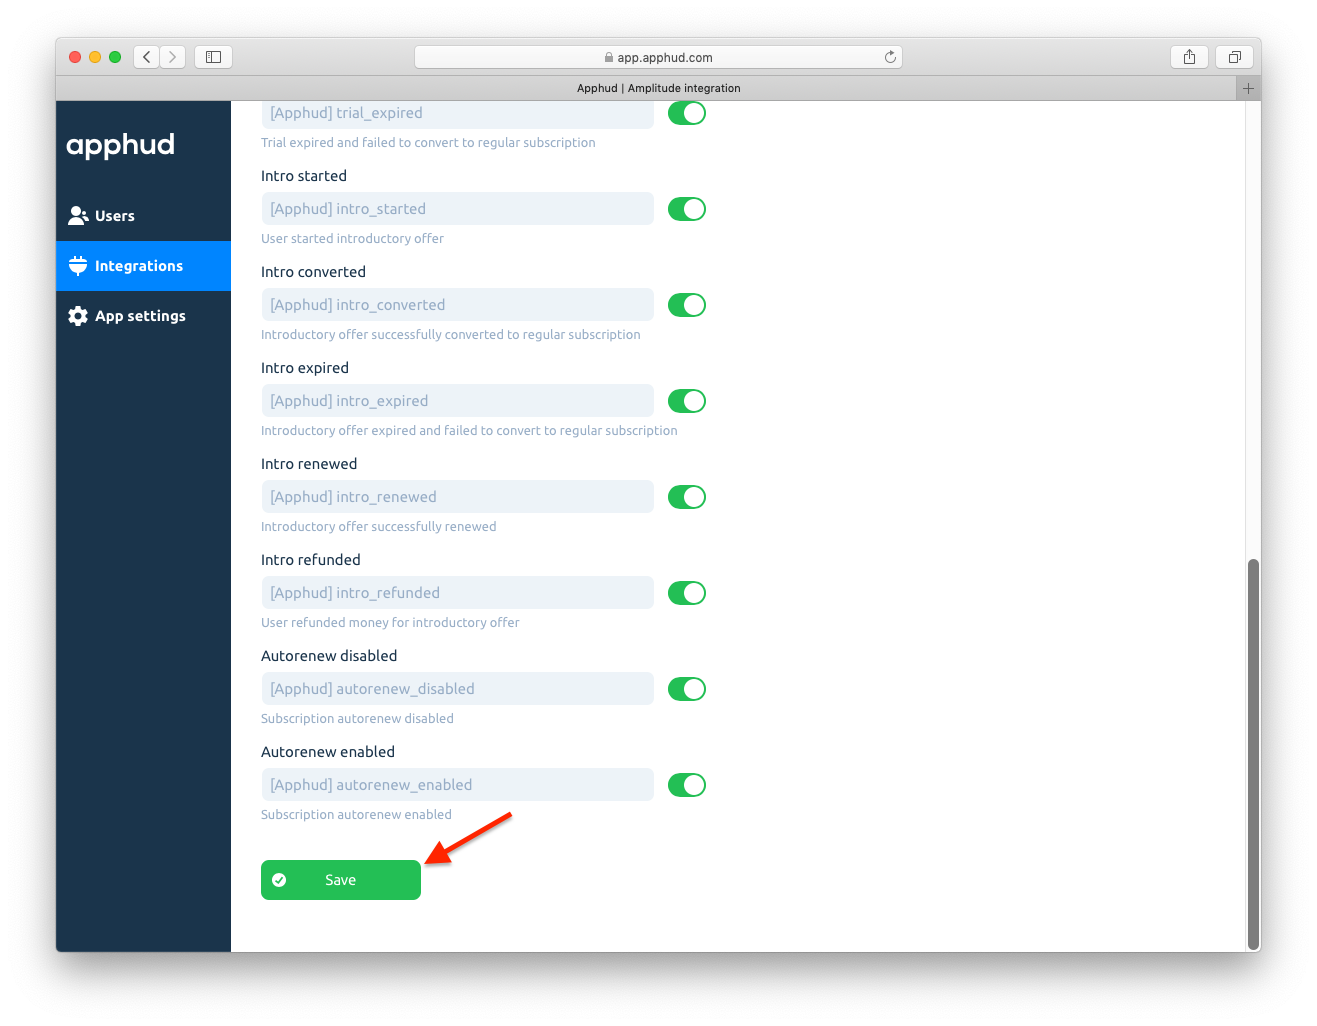 app.apphud.com
Apphud | Amplitude integration
apphud
Users
Integrations
App settings
[Apphud] trial_expired
Trial expired and failed to convert to regular subscription
Intro started
[Apphud] intro_started
User started introductory offer
Intro converted
[Apphud] intro_converted
Introductory offer successfully converted to regular subscription
Intro expired
[Apphud] intro_expired
Introductory offer expired and failed to convert to regular subscription
Intro renewed
[Apphud] intro_renewed
Introductory offer successfully renewed
Intro refunded
[Apphud] intro_refunded
User refunded money for introductory offer
Autorenew disabled
[Apphud] autorenew_disabled
Subscription autorenew disabled
Autorenew enabled
[Apphud] autorenew_enabled
Subscription autorenew enabled
Save